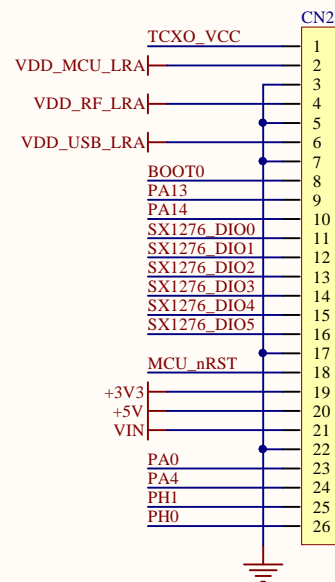 CN2
TCXO_VCC 1
VDD_MCU_LRA 2
3
VDD_RF_LRA 4
5
VDD_USB_LRA 6
7
BOOT0 8
PA13 9
PA14 10
SX1276_DIO0 11
SX1276_DIO1 12
SX1276_DIO2 13
SX1276_DIO3 14
SX1276_DIO4 15
SX1276_DIO5 16
17
MCU_nRST 18
+3V3 19
+5V 20
VIN 21
22
PA0 23
PA4 24
PH1 25
PH0 26